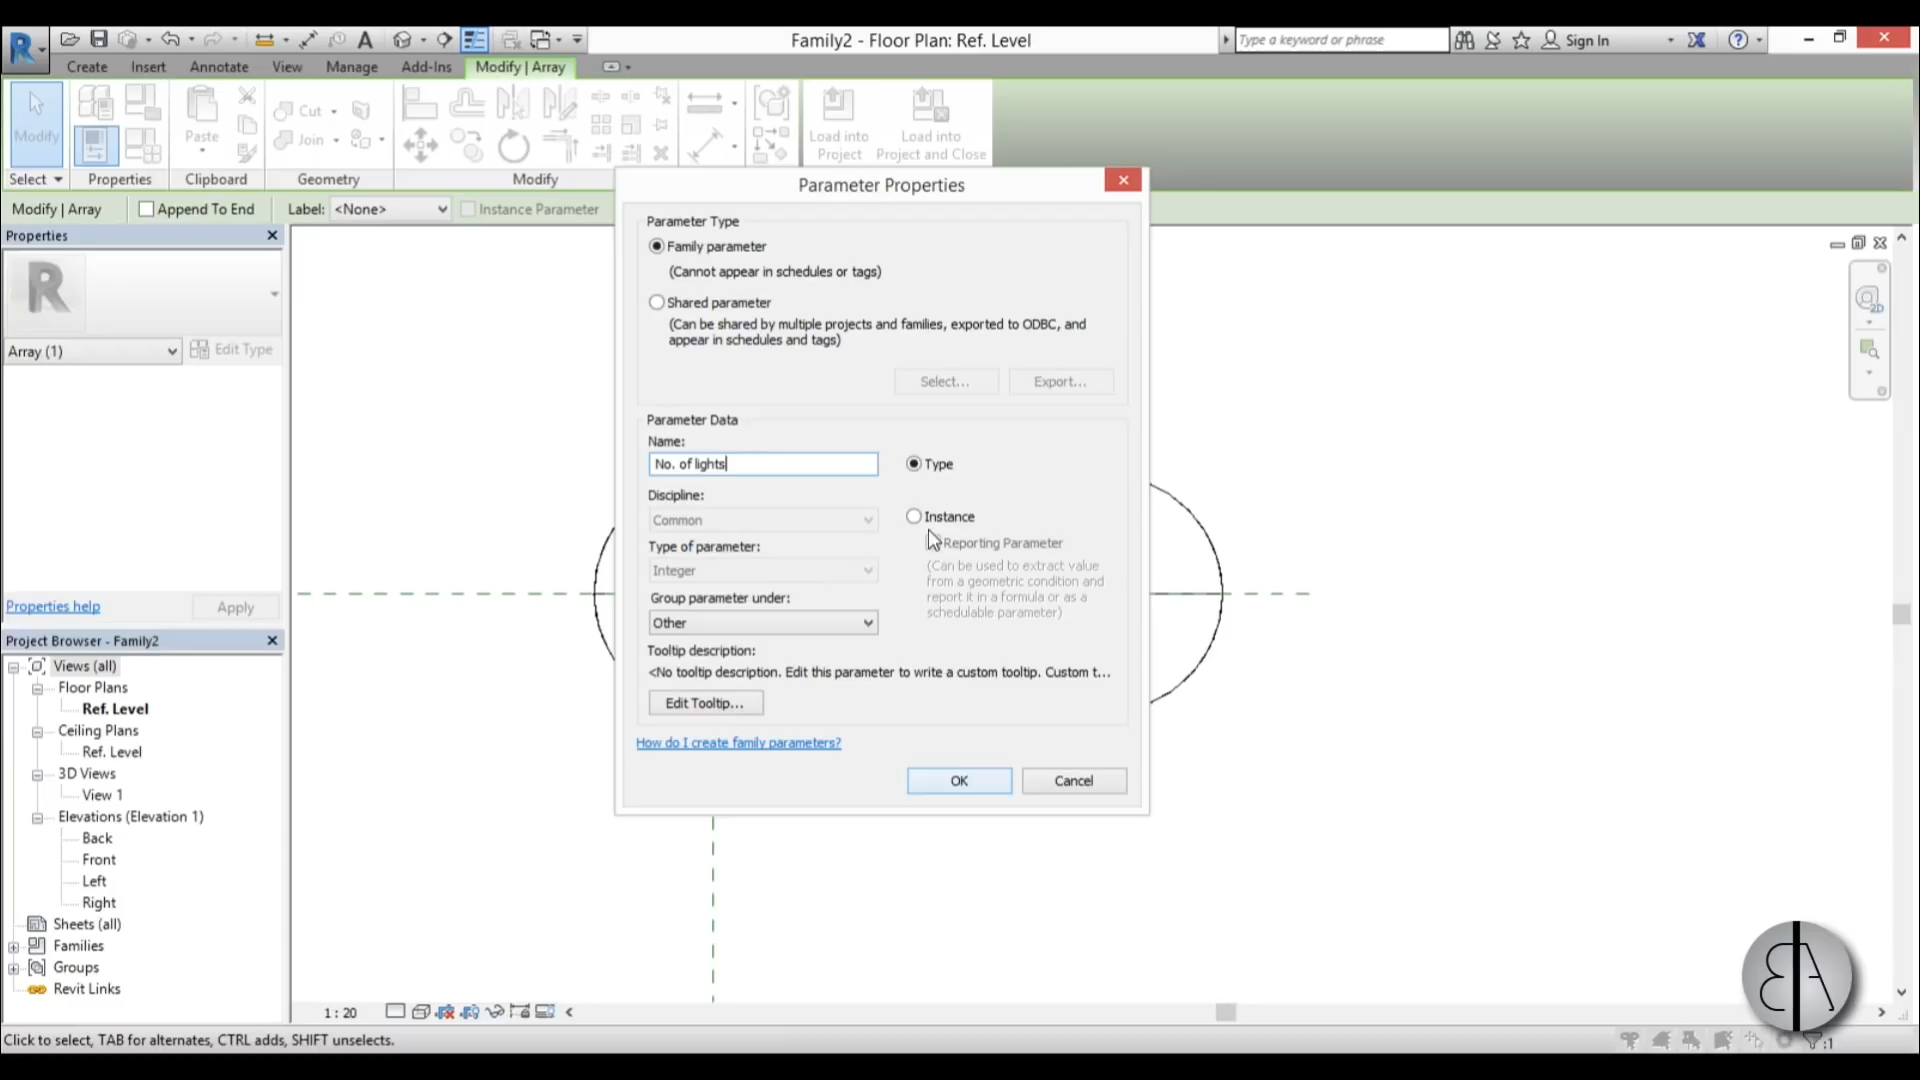 Family2 - Floor Plan: Ref. Level
Type a keyword or phrase
Sign In
Create
Insert
Annotate
View
Manage
Add-Ins
Modify | Array
Modify
Cut
Join
Paste
Load into Project
Load into Project and Close
Select
Properties
Clipboard
Geometry
Modify
Modify | Array
Append To End
Label:
<None>
Instance Parameter
Properties
Array (1)
Edit Type
Properties help
Apply
Project Browser - Family2
Views (all)
Floor Plans
Ref. Level
Ceiling Plans
Ref. Level
3D Views
View 1
Elevations (Elevation 1)
Back
Front
Left
Right
Sheets (all)
Families
Groups
Revit Links
Parameter Properties
Parameter Type
Family parameter
(Cannot appear in schedules or tags)
Shared parameter
(Can be shared by multiple projects and families, exported to ODBC, and
appear in schedules and tags)
Select...
Export...
Parameter Data
Name:
No. of lights
Type
Discipline:
Common
Instance
Type of parameter:
Reporting Parameter
Integer
(Can be used to extract value
from a geometric condition and
report it in a formula or as a
schedulable parameter)
Group parameter under:
Other
Tooltip description:
<No tooltip description. Edit this parameter to write a custom tooltip. Custom t...
Edit Tooltip...
How do I create family parameters?
OK
Cancel
2D
1 : 20
Click to select, TAB for alternates, CTRL adds, SHIFT unselects.
:1